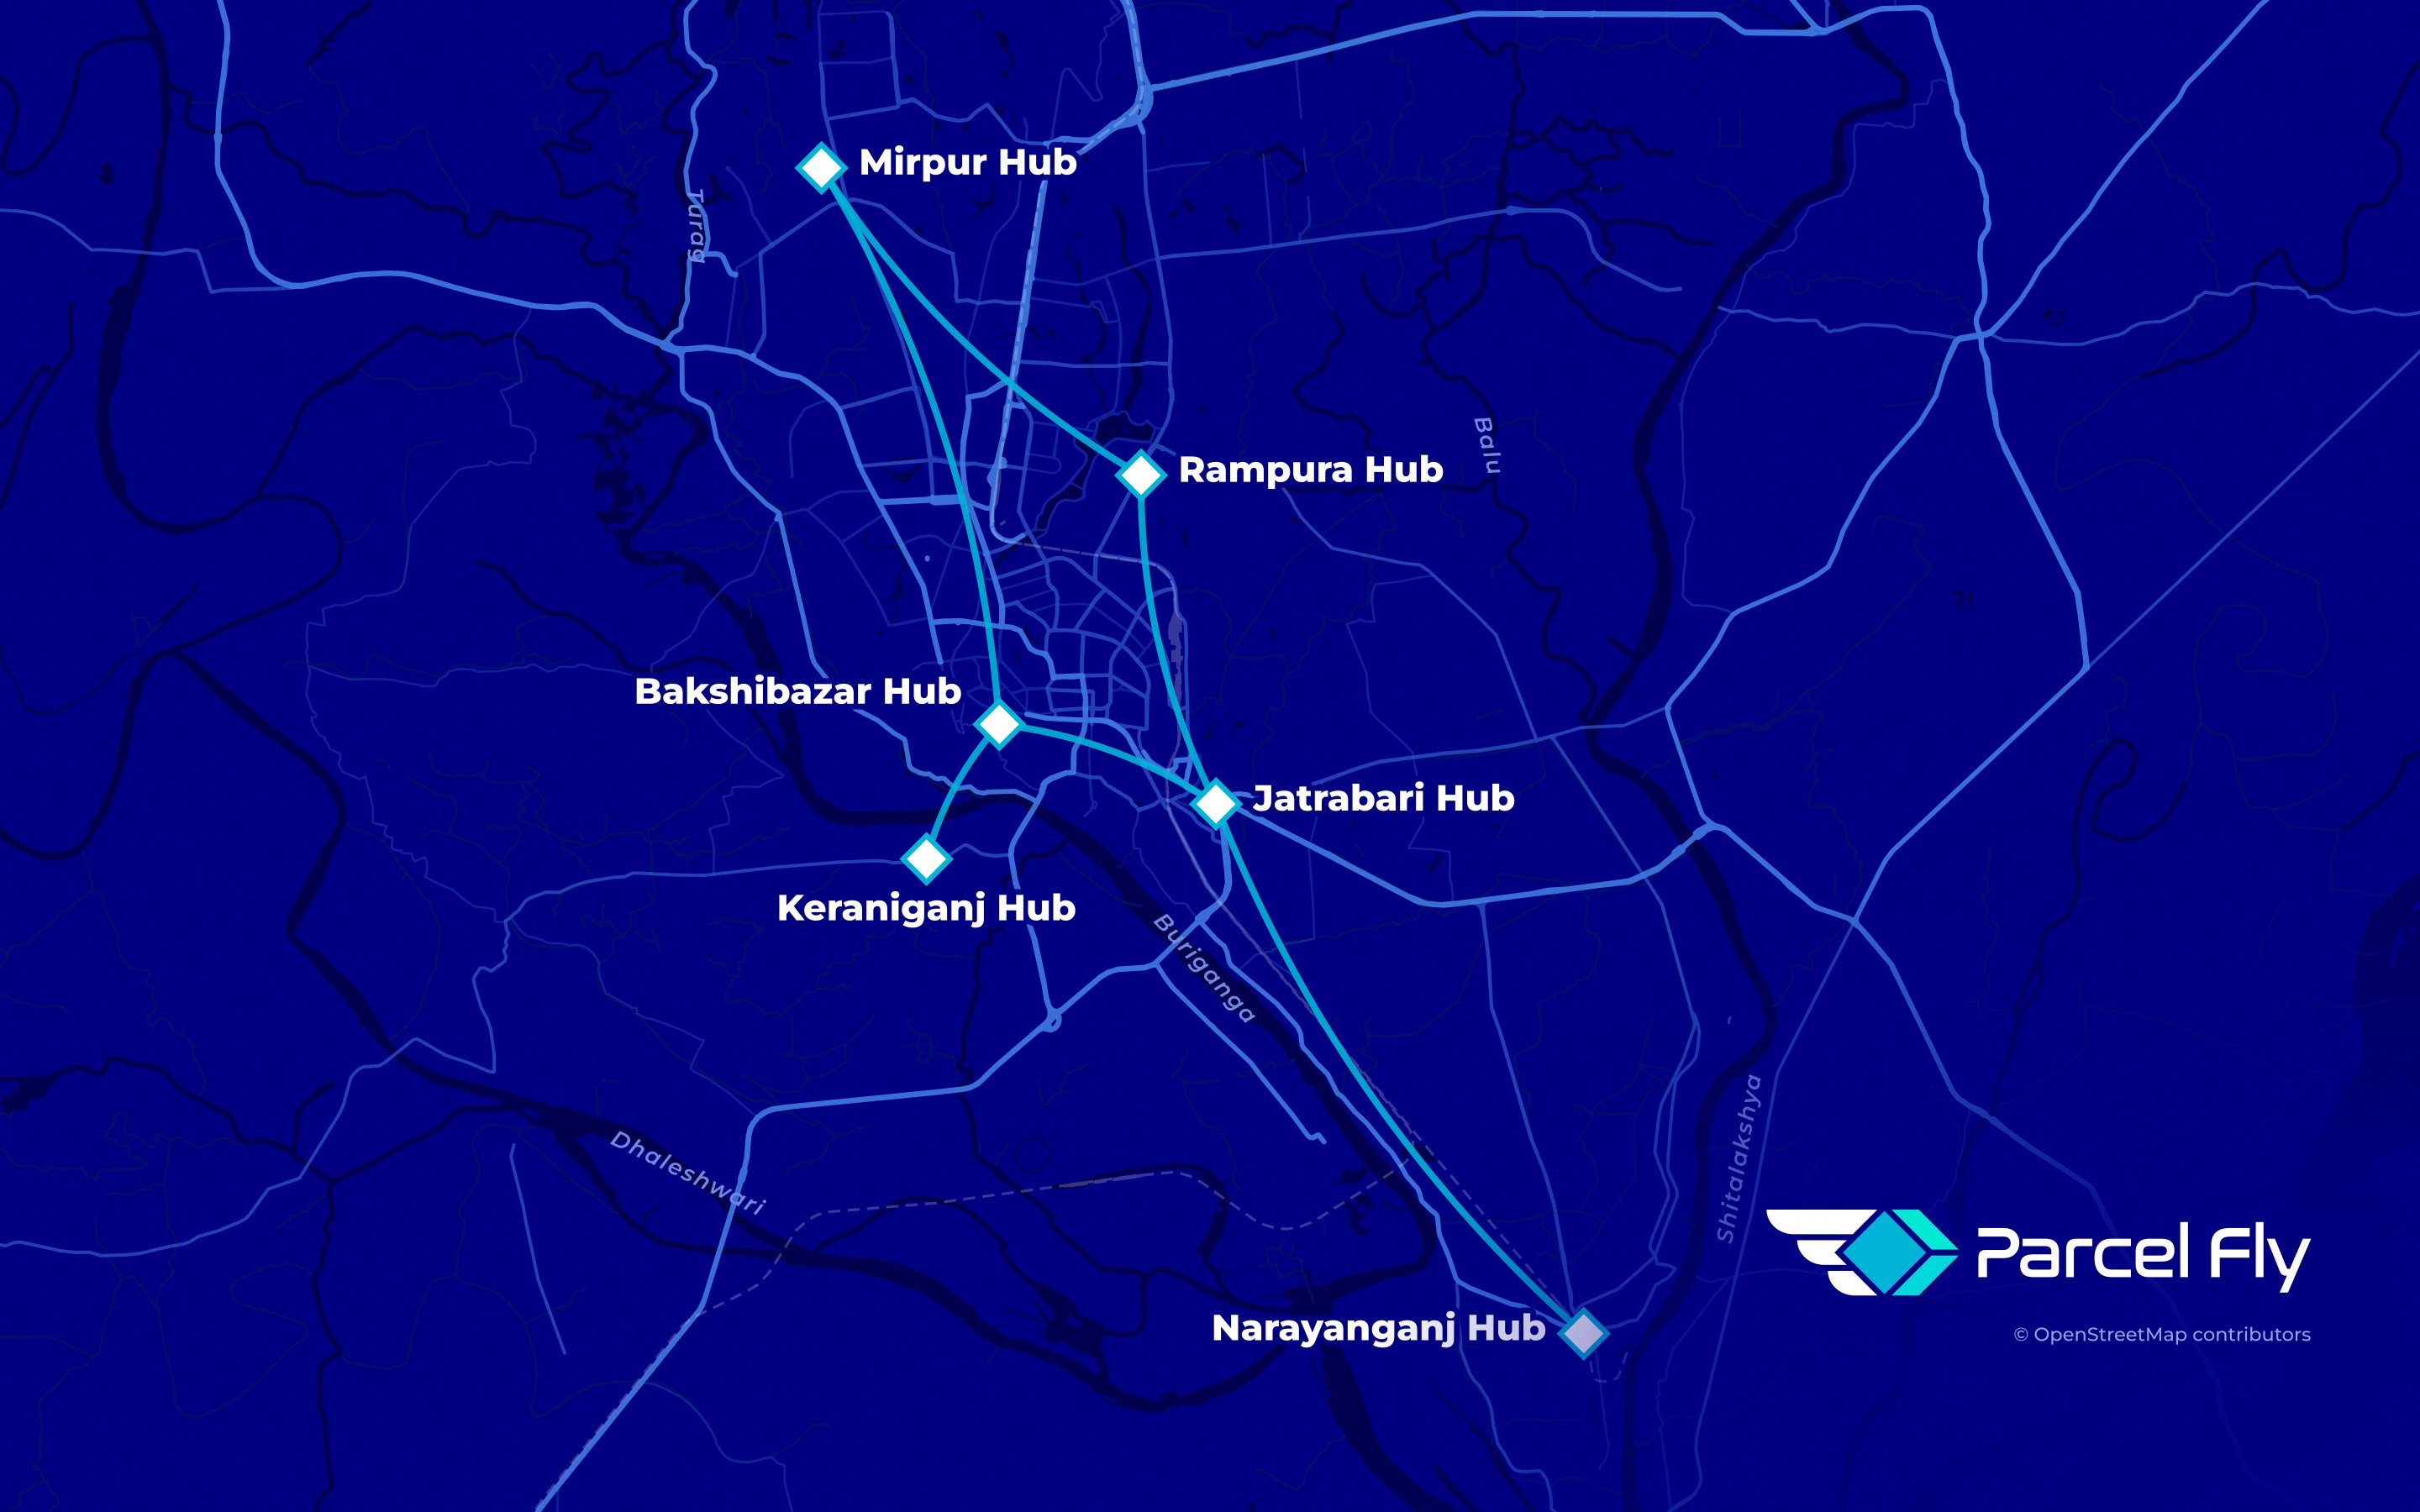 Mirpur Hub
Turag
Rampura Hub
Balu
Bakshibazar Hub
Jatrabari Hub
Keraniganj Hub
Buriganga
Dhaleshwari
Shitalakshya
Parcel Fly
Narayanganj Hub
© OpenStreetMap contributors